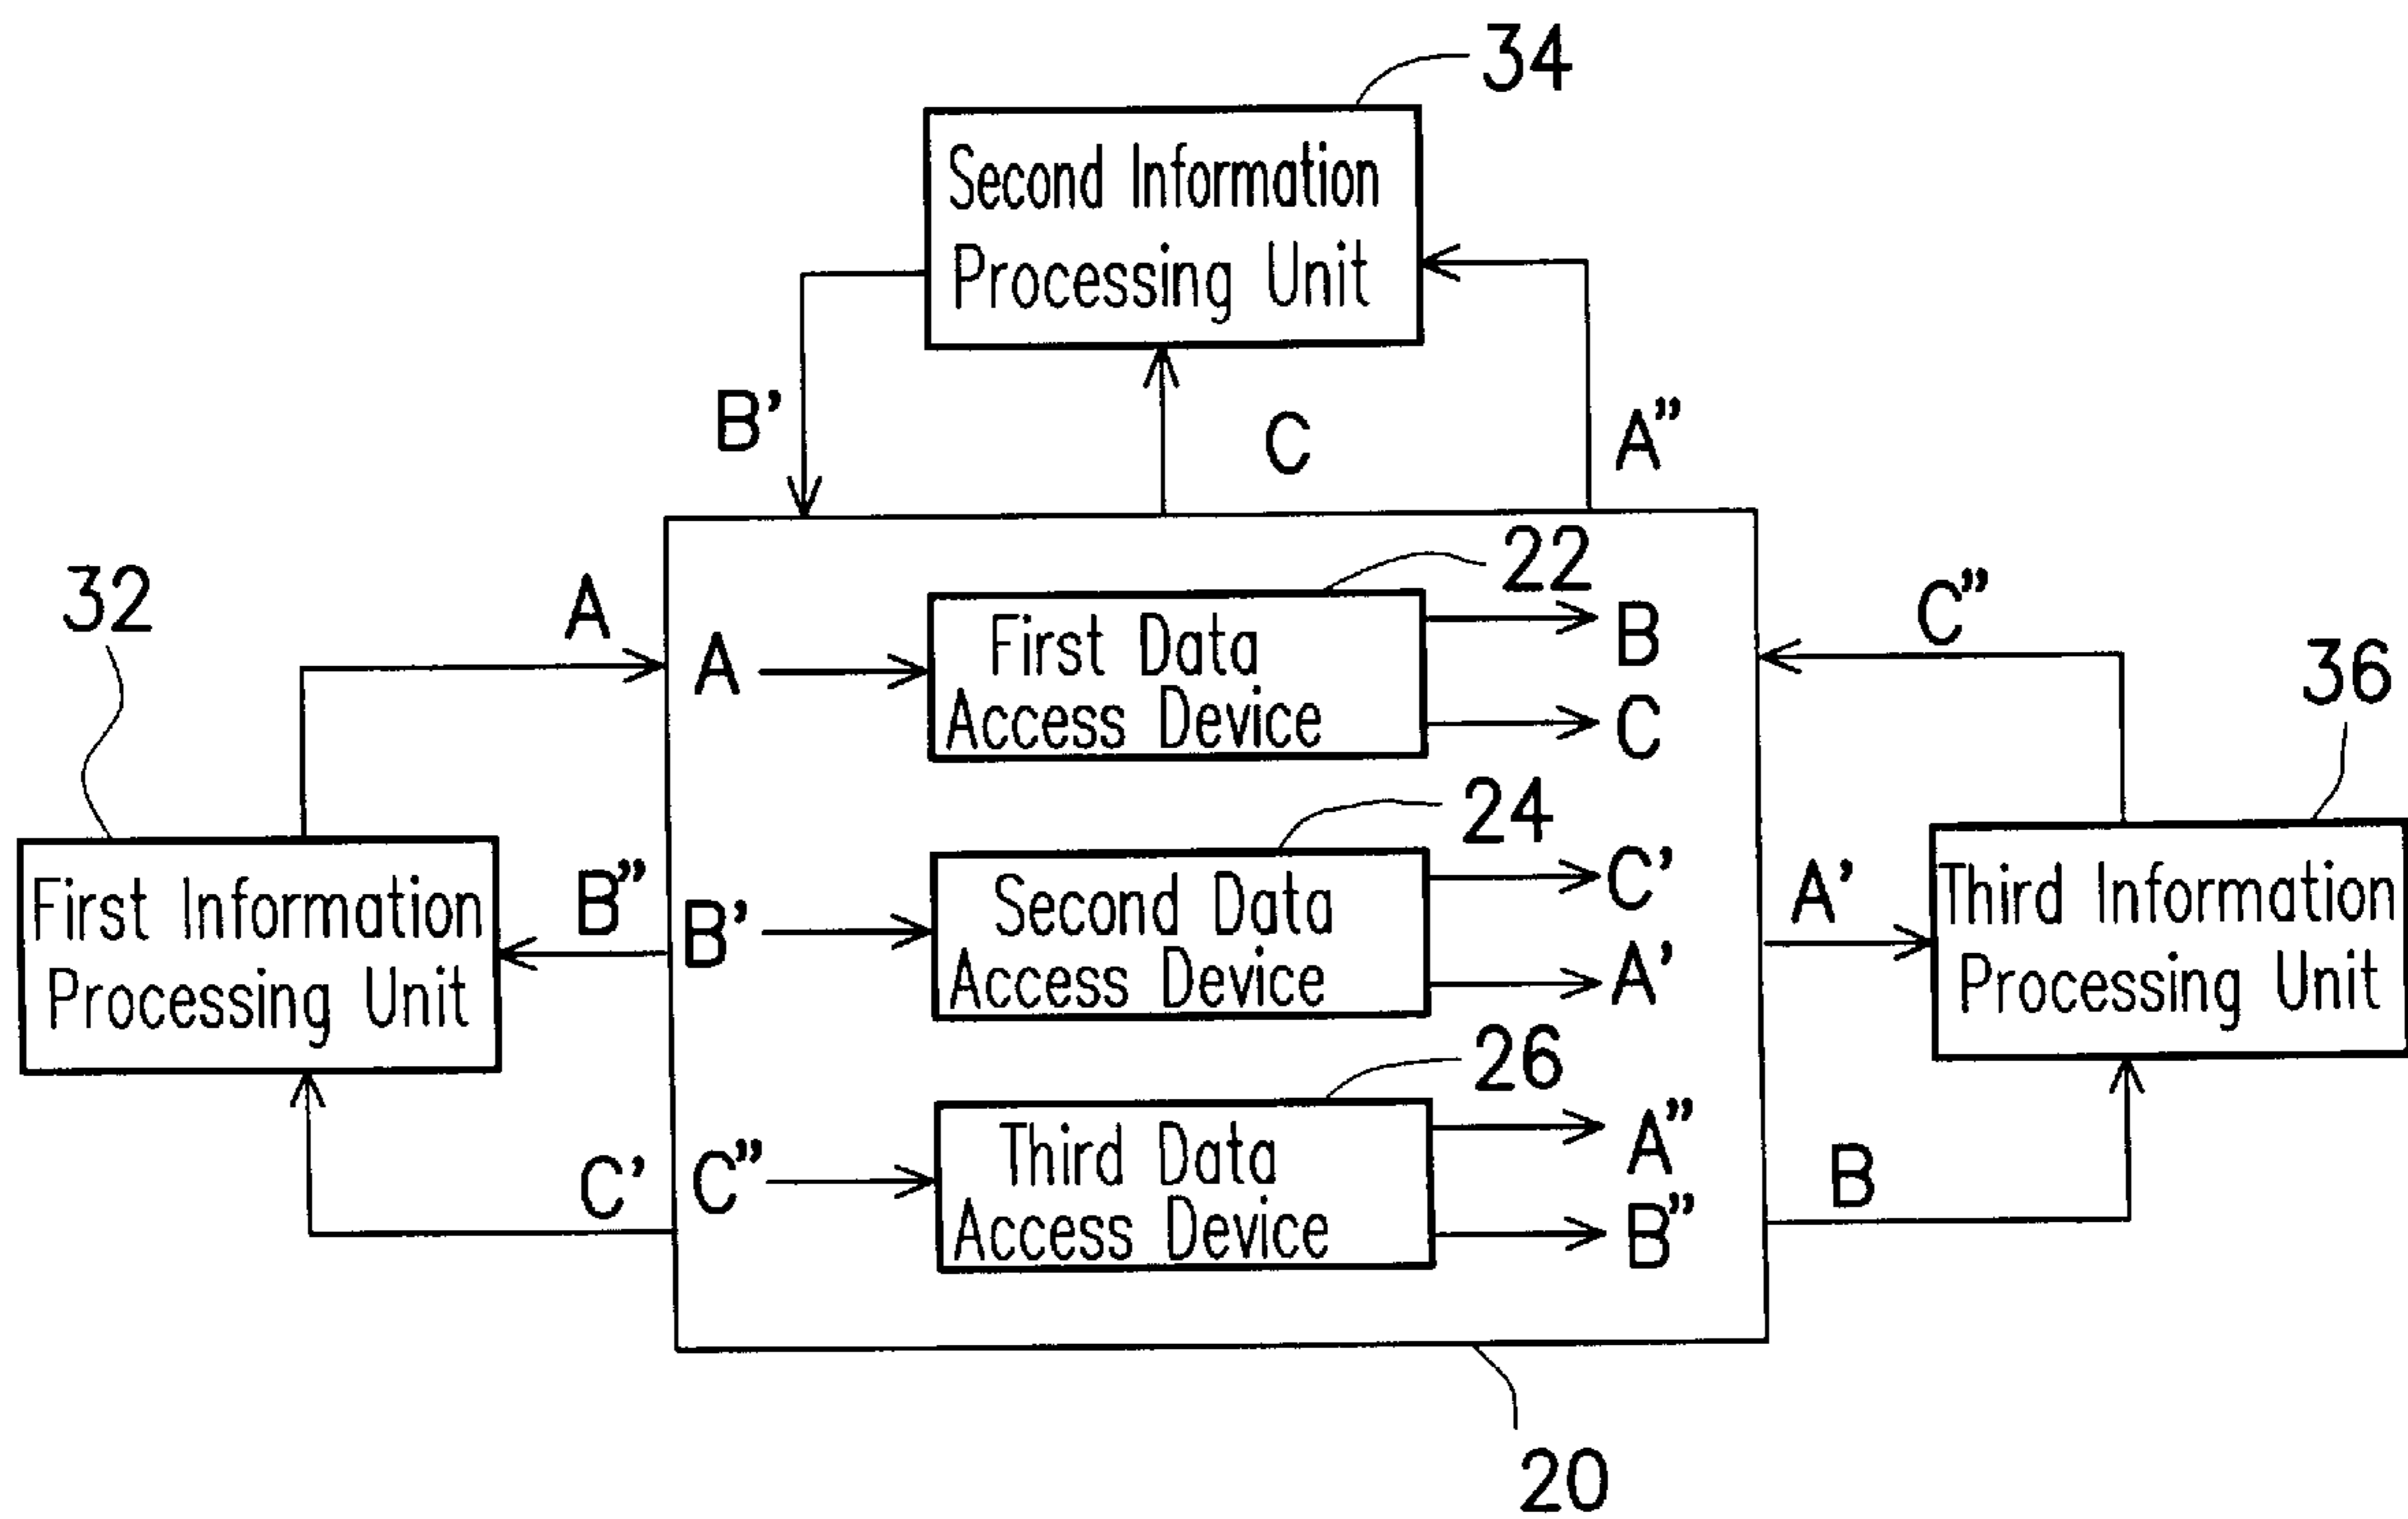 34
Second Information
Processing Unit
B'
C
A"
22
32
A
A
First Data
Access Device
B
C
C"
36
24
First Information
Processing Unit
B"
B'
Second Data
Access Device
C'
A'
A'
Third Information
Processing Unit
26
C'
C"
Third Data
Access Device
A"
B"
B
20